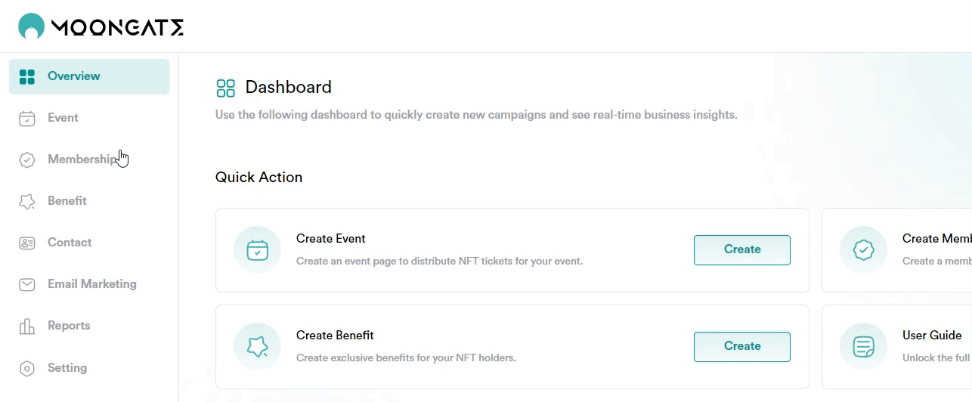 MOONGATE
Overview
Event
Membership
Benefit
Contact
Email Marketing
Reports
Setting
Dashboard
Use the following dashboard to quickly create new campaigns and see real-time business insights.
Quick Action
Create Event
Create an event page to distribute NFT tickets for your event.
Create
Create Memb
Create a memb
Create Benefit
Create exclusive benefits for your NFT holders.
Create
User Guide
Unlock the full